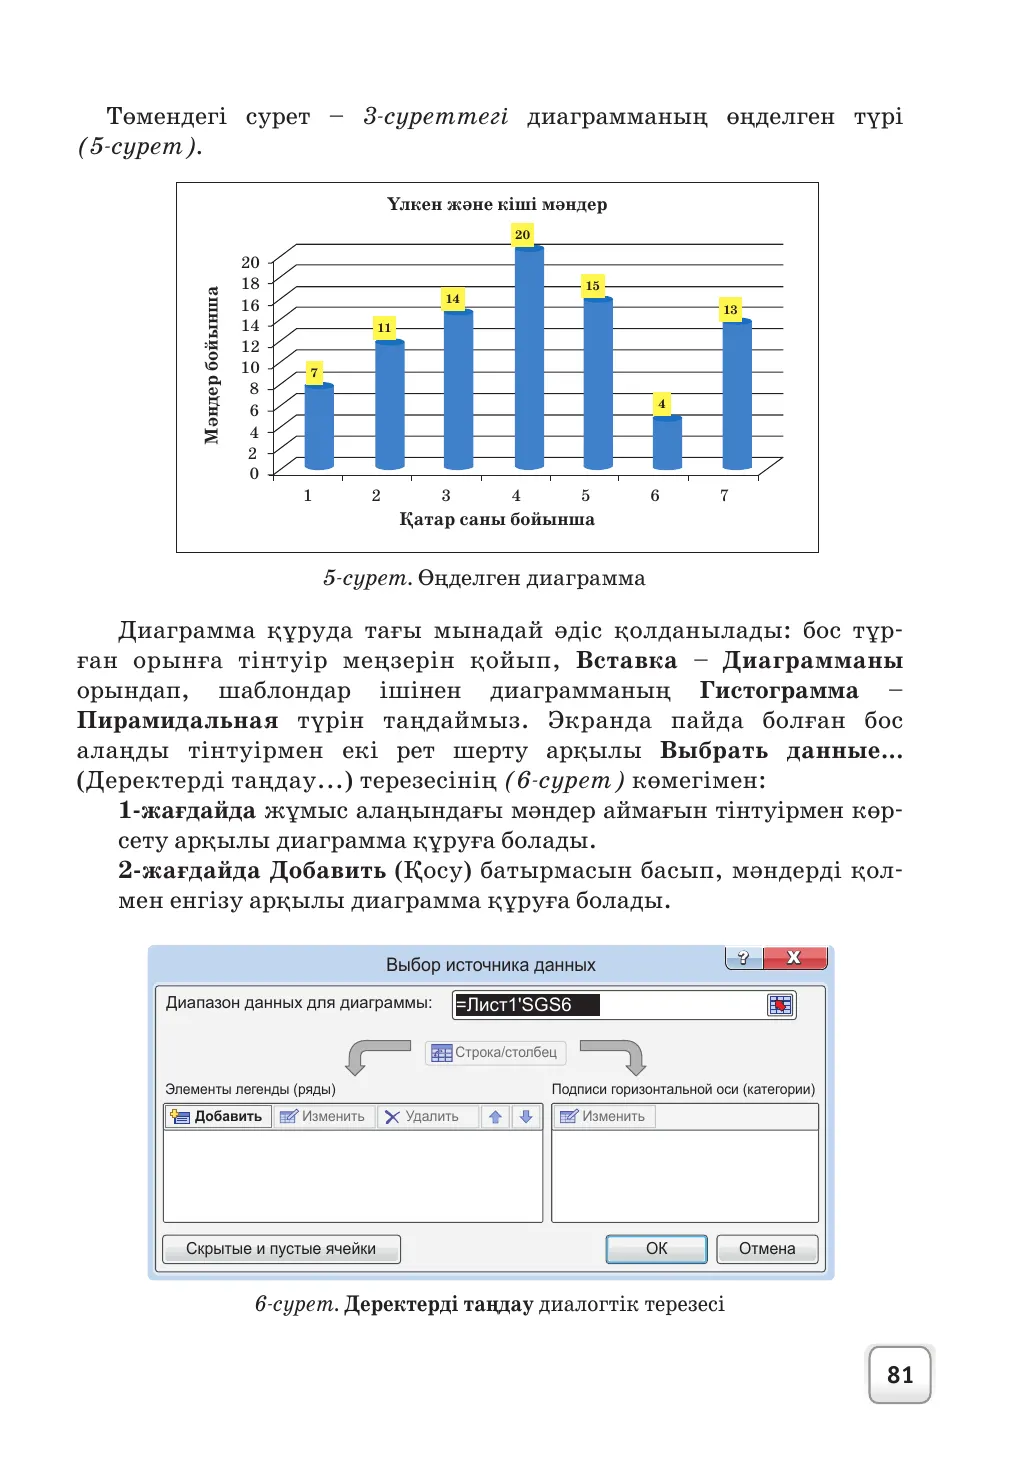 Төмендегі сурет – 3-суреттегі диаграмманың өңделген түрі
(5-сурет).
Үлкен және кіші мәндер
Мәндер бойынша
20
18
16
14
12
10
8
6
4
2
0
7
11
14
20
15
4
13
1 2 3 4 5 6 7
Қатар саны бойынша
5-сурет. Өңделген диаграмма
Диаграмма құруда тағы мынадай әдіс қолданылады: бос тұр-
ған орынға тінтуір меңзерін қойып, Вставка – Диаграмманы
орындап, шаблондар ішінен диаграмманың Гистограмма –
Пирамидальная түрін таңдаймыз. Экранда пайда болған бос
алаңды тінтуірмен екі рет шерту арқылы Выбрать данные...
(Деректерді таңдау...) терезесінің (6-сурет) көмегімен:
1-жағдайда жұмыс алаңындағы мәндер аймағын тінтуірмен көр-
сету арқылы диаграмма құруға болады.
2-жағдайда Добавить (Қосу) батырмасын басып, мәндерді қол-
мен енгізу арқылы диаграмма құруға болады.
Выбор источника данных
? X
Диапазон данных для диаграммы: =Лист1'SGS6
Строка/столбец
Элементы легенды (ряды) Подписи горизонтальной оси (категории)
Добавить Изменить Удалить Изменить
Скрытые и пустые ячейки ОК Отмена
6-сурет. Деректерді таңдау диалогтік терезесі
81